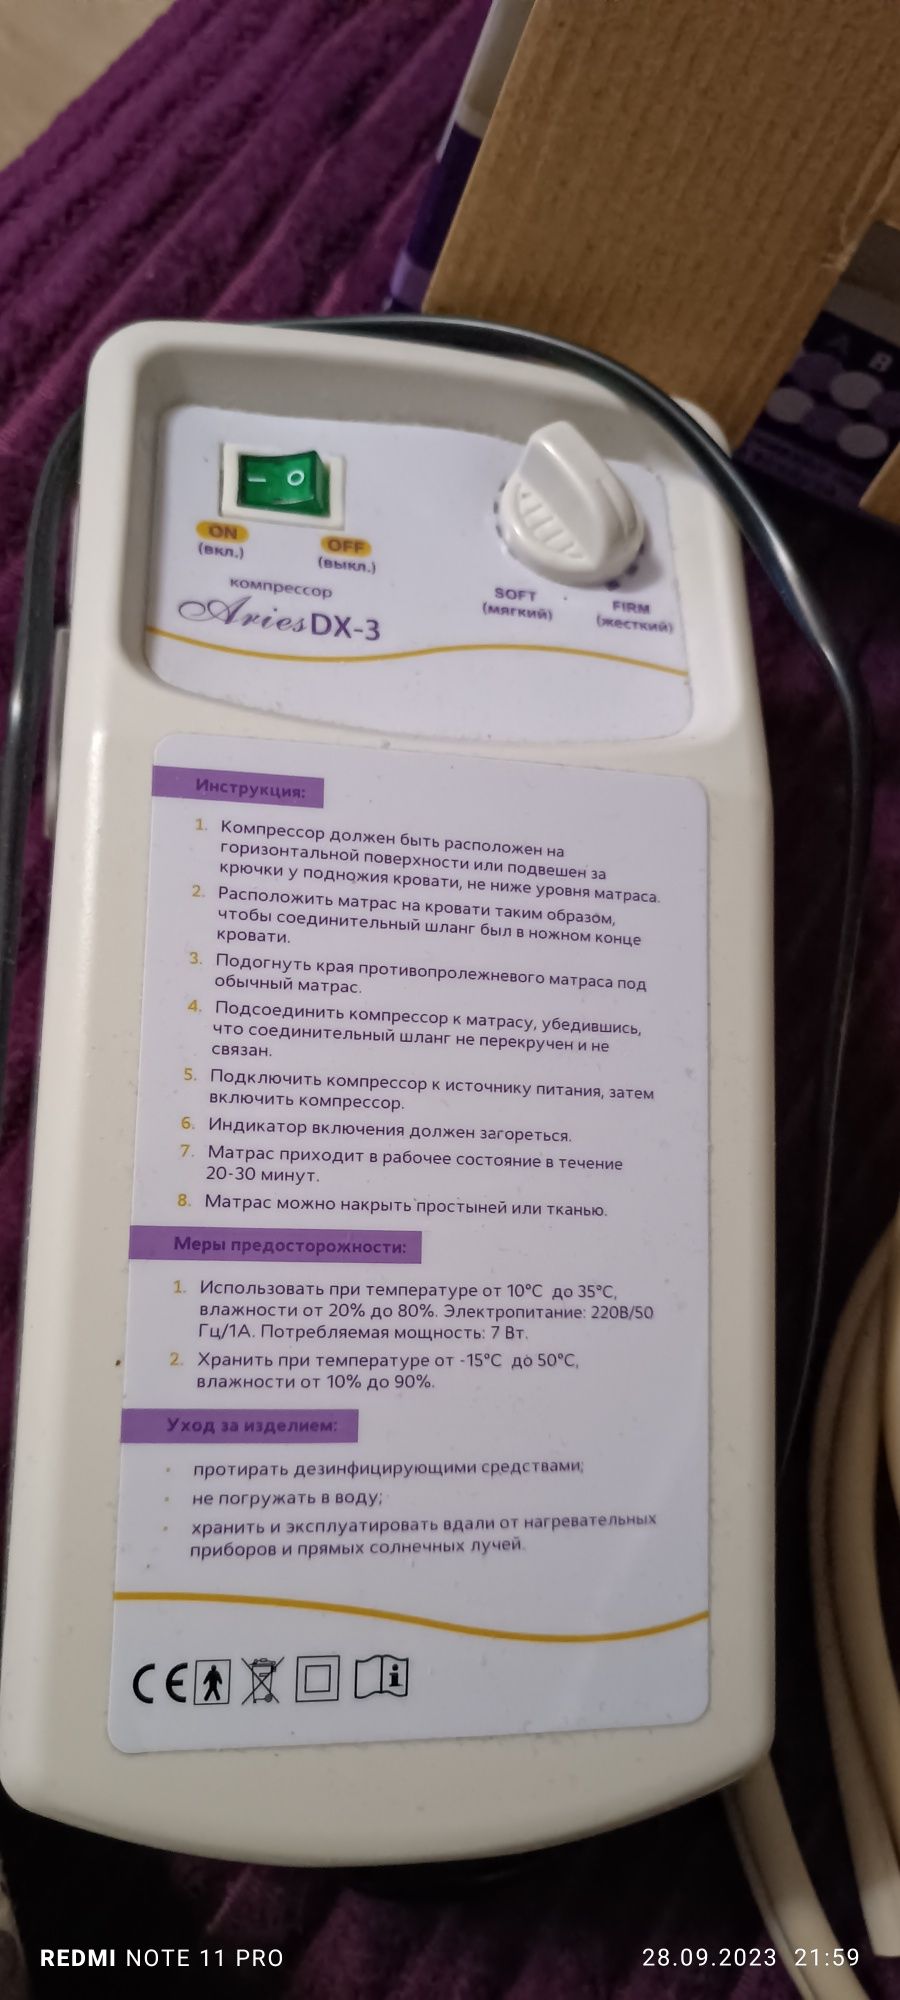 B
— O
ON
(вкл.)
OFF
(выкл.)
компрессор
Aries DX-3
SOFT
(мягкий)
FIRM
(жесткий)
Инструкция:
1. Компрессор должен быть расположен на
горизонтальной поверхности или подвешен за
крючки у подножия кровати, не ниже уровня матраса.
2. Расположить матрас на кровати таким образом,
чтобы соединительный шланг был в ножном конце
кровати.
3. Подогнуть края противопролежневого матраса под
обычный матрас.
4. Подсоединить компрессор к матрасу, убедившись,
что соединительный шланг не перекручен и не
связан.
5. Подключить компрессор к источнику питания, затем
включить компрессор.
6. Индикатор включения должен загореться.
7. Матрас приходит в рабочее состояние в течение
20-30 минут.
8. Матрас можно накрыть простыней или тканью.
Меры предосторожности:
1. Использовать при температуре от 10°C до 35°C,
влажности от 20% до 80%. Электропитание: 220В/50
Гц/1А. Потребляемая мощность: 7 Вт.
2. Хранить при температуре от -15°C до 50°C,
влажности от 10% до 90%.
Уход за изделием:
· протирать дезинфицирующими средствами;
· не погружать в воду;
· хранить и эксплуатировать вдали от нагревательных
приборов и прямых солнечных лучей.
CE
i
REDMI NOTE 11 PRO
28.09.2023 21:59